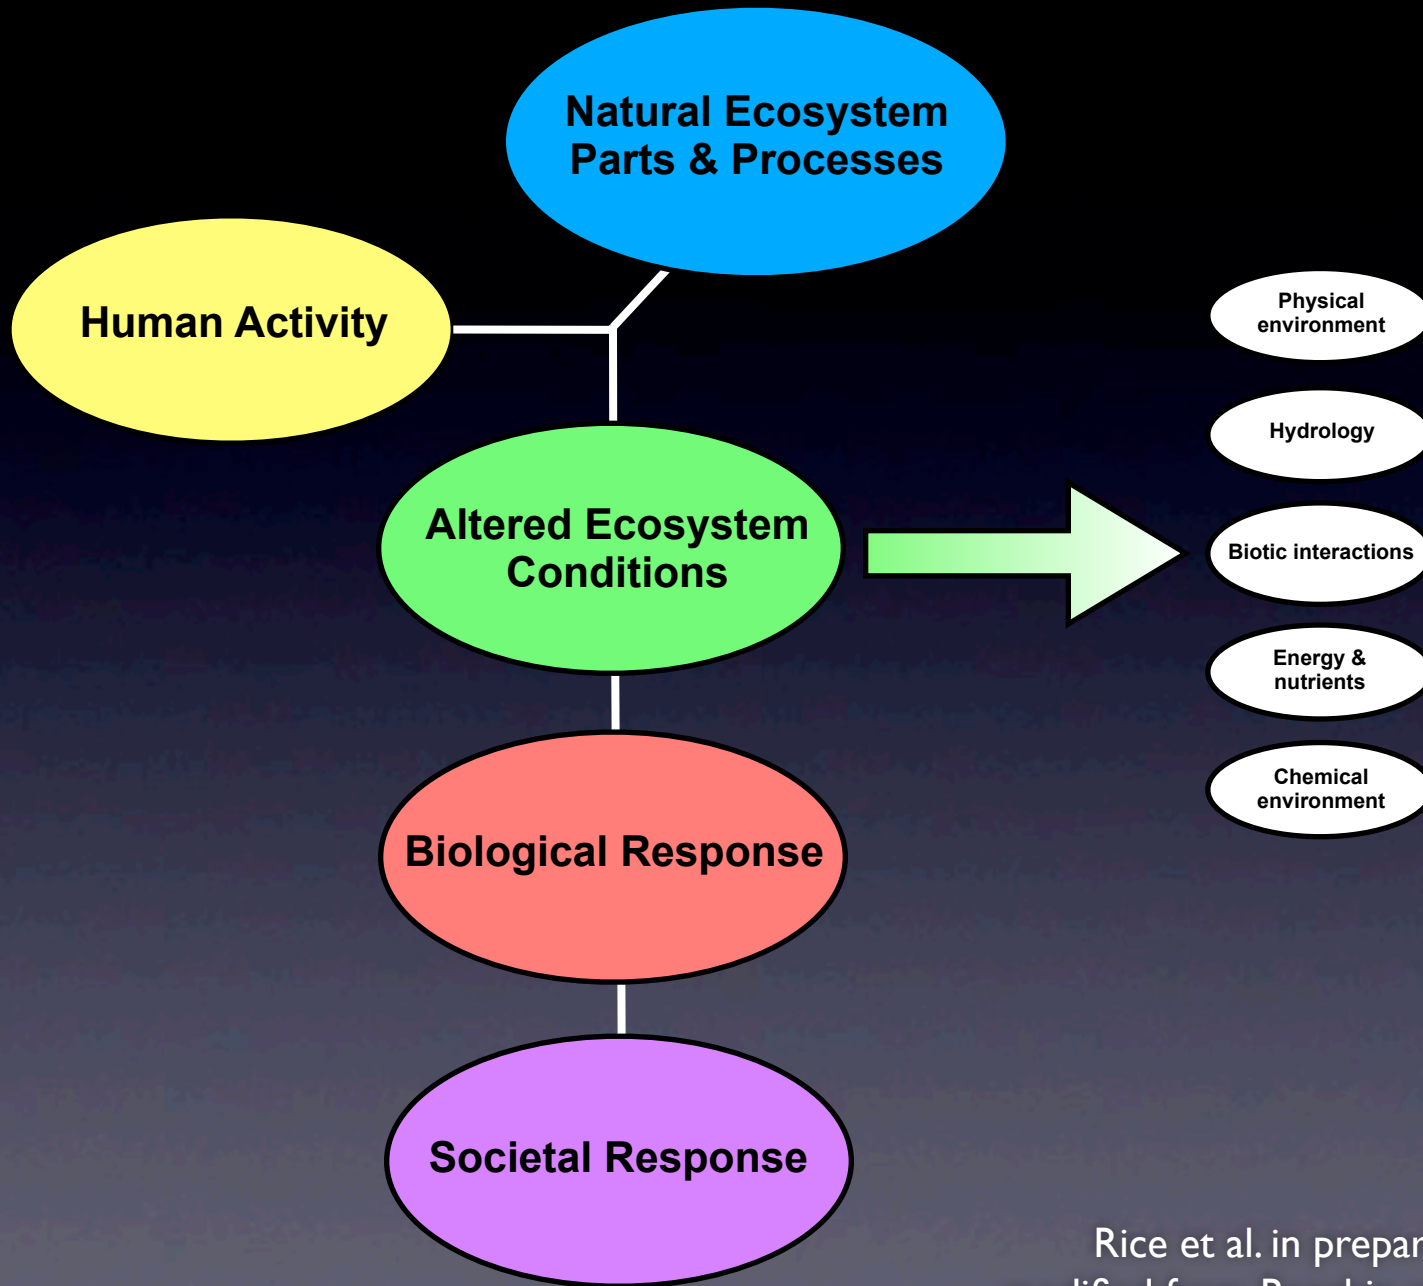 Natural Ecosystem
Parts & Processes
Human Activity
Altered Ecosystem
Conditions
Biological Response
Societal Response
Physical
environment
Hydrology
Biotic interactions
Energy &
nutrients
Chemical
environment
Rice et al. in prepar